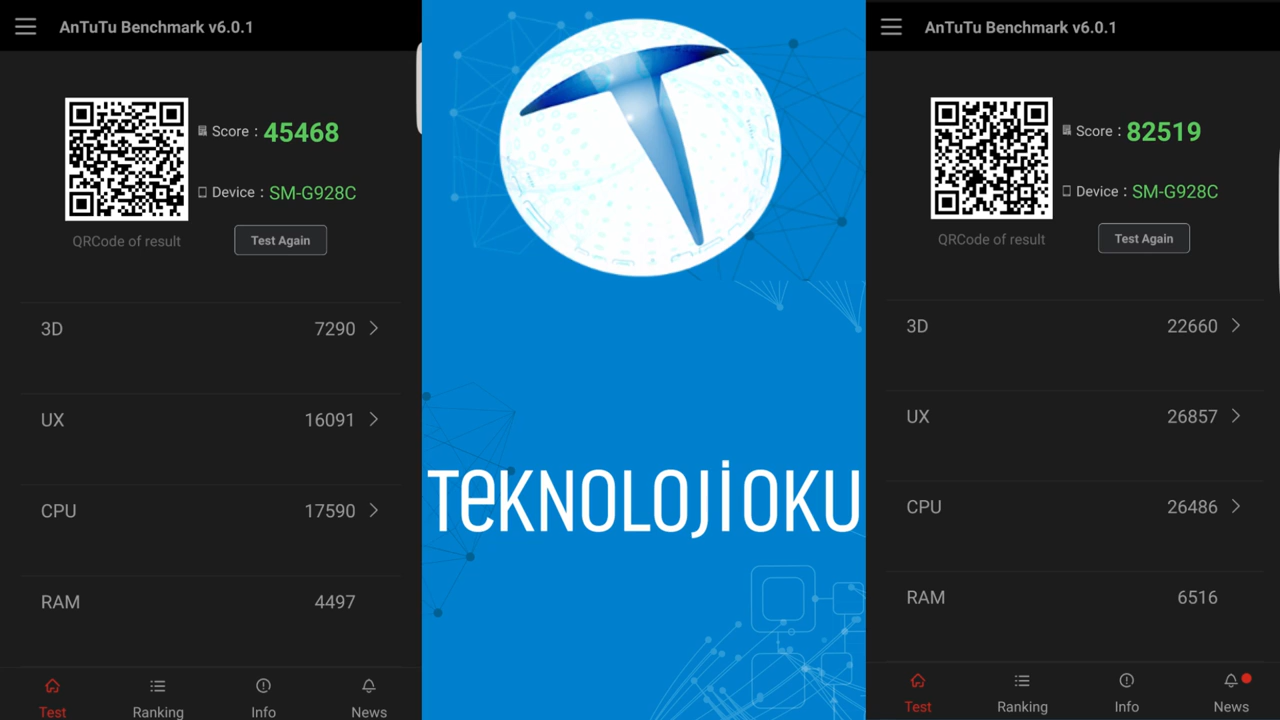 AnTuTu Benchmark v6.0.1
Score : 45468
Device : SM-G928C
QRCode of result
Test Again
3D 7290
UX 16091
CPU 17590
RAM 4497
Test Ranking Info News
TeKNOLOJİOKU
AnTuTu Benchmark v6.0.1
Score : 82519
Device : SM-G928C
QRCode of result
Test Again
3D 22660
UX 26857
CPU 26486
RAM 6516
Test Ranking Info News